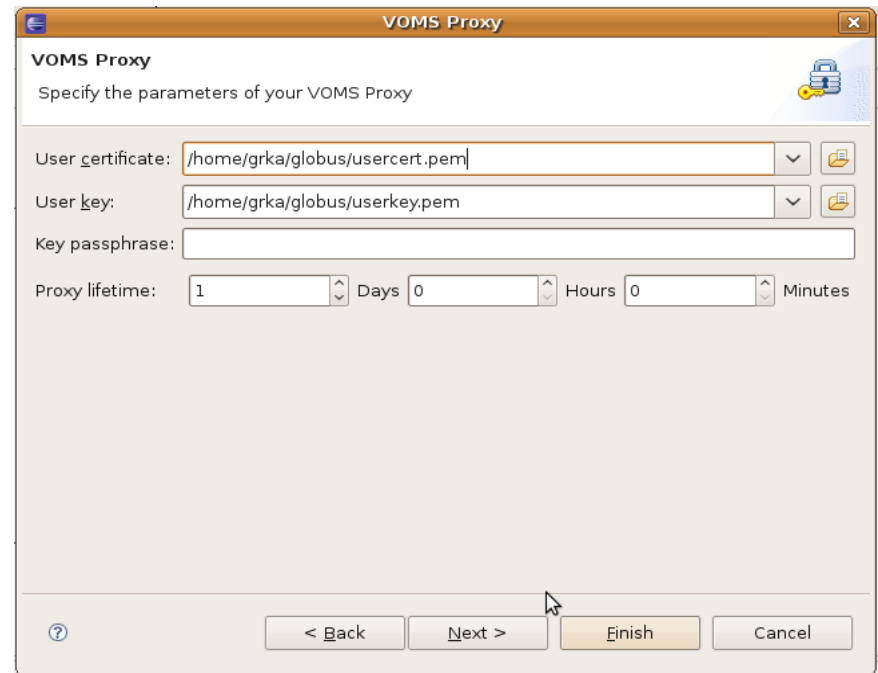 VOMS Proxy
VOMS Proxy
Specify the parameters of your VOMS Proxy
User certificate: /home/grka/globus/usercert.pem
User key: /home/grka/globus/userkey.pem
Key passphrase:
Proxy lifetime: 1 Days 0 Hours 0 Minutes
? < Back Next > Finish Cancel